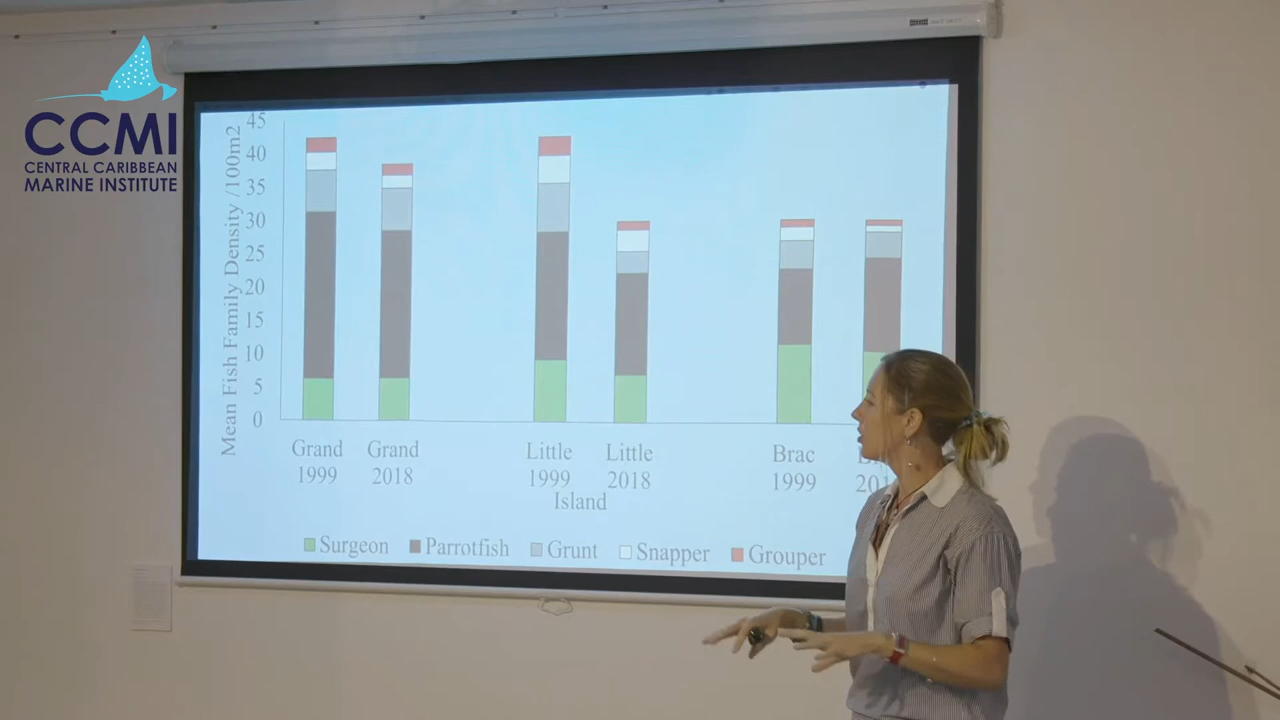 CCMI
CENTRAL CARIBBEAN
MARINE INSTITUTE
Mean Fish Family Density /100m2
45
40
35
30
25
20
15
10
5
0
Grand
1999
Grand
2018
Little
1999
Little
2018
Brac
1999
Island
Surgeon
Parrotfish
Grunt
Snapper
Grouper